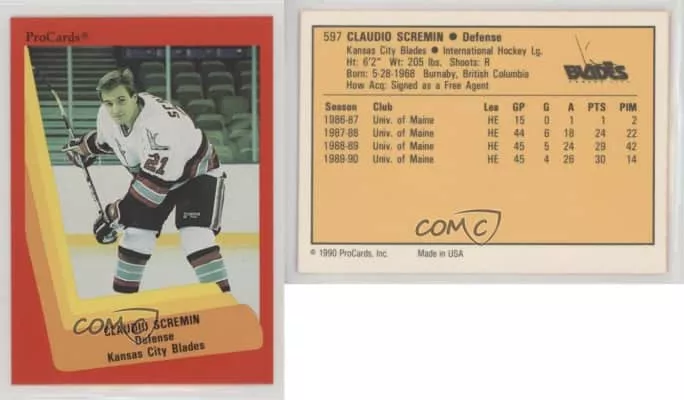 ProCards®
21
COMC
CLAUDIO SCREMIN
Defense
Kansas City Blades
597 CLAUDIO SCREMIN ● Defense
Kansas City Blades ● International Hockey Lg.
Ht: 6'2" Wt: 205 lbs. Shoots: R
Born: 5-28-1968 Burnaby, British Columbia
How Acq: Signed as a Free Agent
BLADES
Season Club Lea GP G A PTS PIM
1986-87 Univ. of Maine HE 15 0 1 1 2
1987-88 Univ. of Maine HE 44 6 18 24 22
1988-89 Univ. of Maine HE 45 5 24 29 42
1989-90 Univ. of Maine HE 45 4 26 30 14
COMC
© 1990 ProCards, Inc. Made in USA